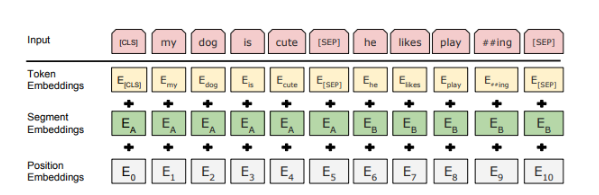 Input [CLS] my dog is cute [SEP] he likes play ##ing [SEP]
Token Embeddings E[CLS] Emy Edog Eis Ecute E[SEP] Ehe Elikes Eplay E##ing E[SEP]
+ + + + + + + + + + +
Segment Embeddings EA EA EA EA EA EA EB EB EB EB EB
+ + + + + + + + + + +
Position Embeddings E0 E1 E2 E3 E4 E5 E6 E7 E8 E9 E10